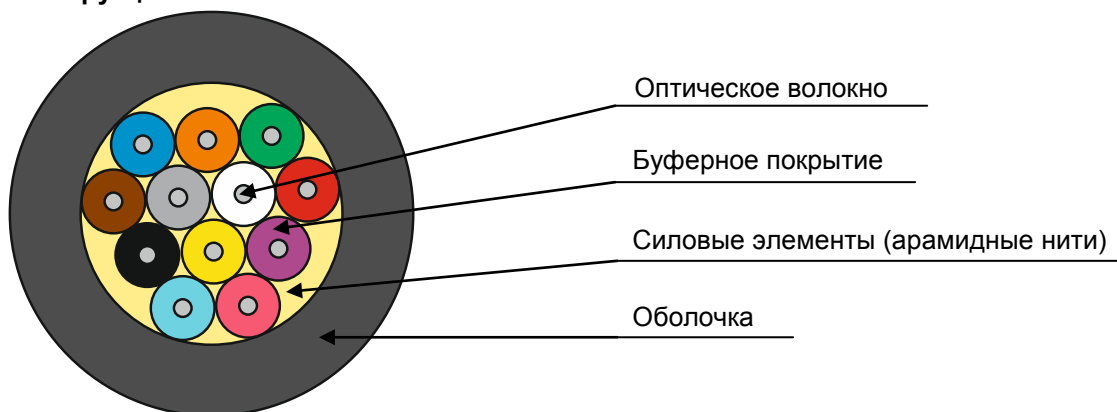 Оптическое волокно
Буферное покрытие
Силовые элементы (арамидные нити)
Оболочка